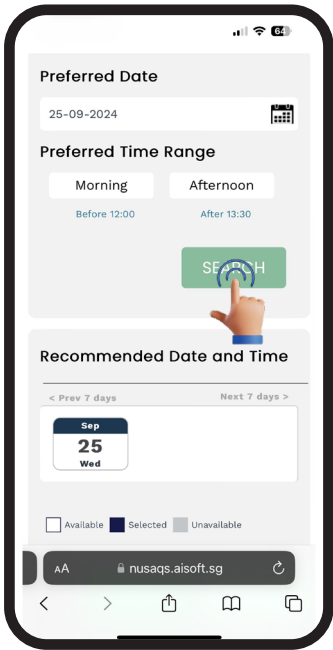 64
Preferred Date
25-09-2024
Preferred Time Range
Morning Afternoon
Before 12:00 After 13:30
SEARCH
Recommended Date and Time
< Prev 7 days Next 7 days >
Sep
25
Wed
Available Selected Unavailable
AA nusaqs.aisoft.sg